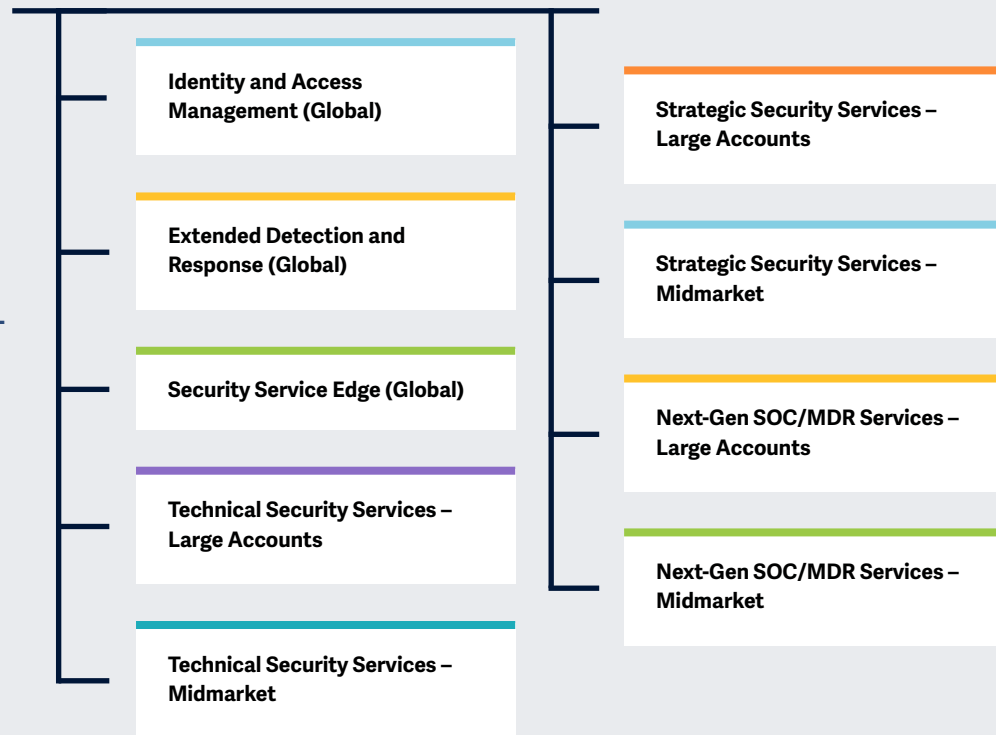 Identity and Access
Management (Global)
Extended Detection and
Response (Global)
Security Service Edge (Global)
Technical Security Services –
Large Accounts
Technical Security Services –
Midmarket
Strategic Security Services –
Large Accounts
Strategic Security Services –
Midmarket
Next-Gen SOC/MDR Services –
Large Accounts
Next-Gen SOC/MDR Services –
Midmarket